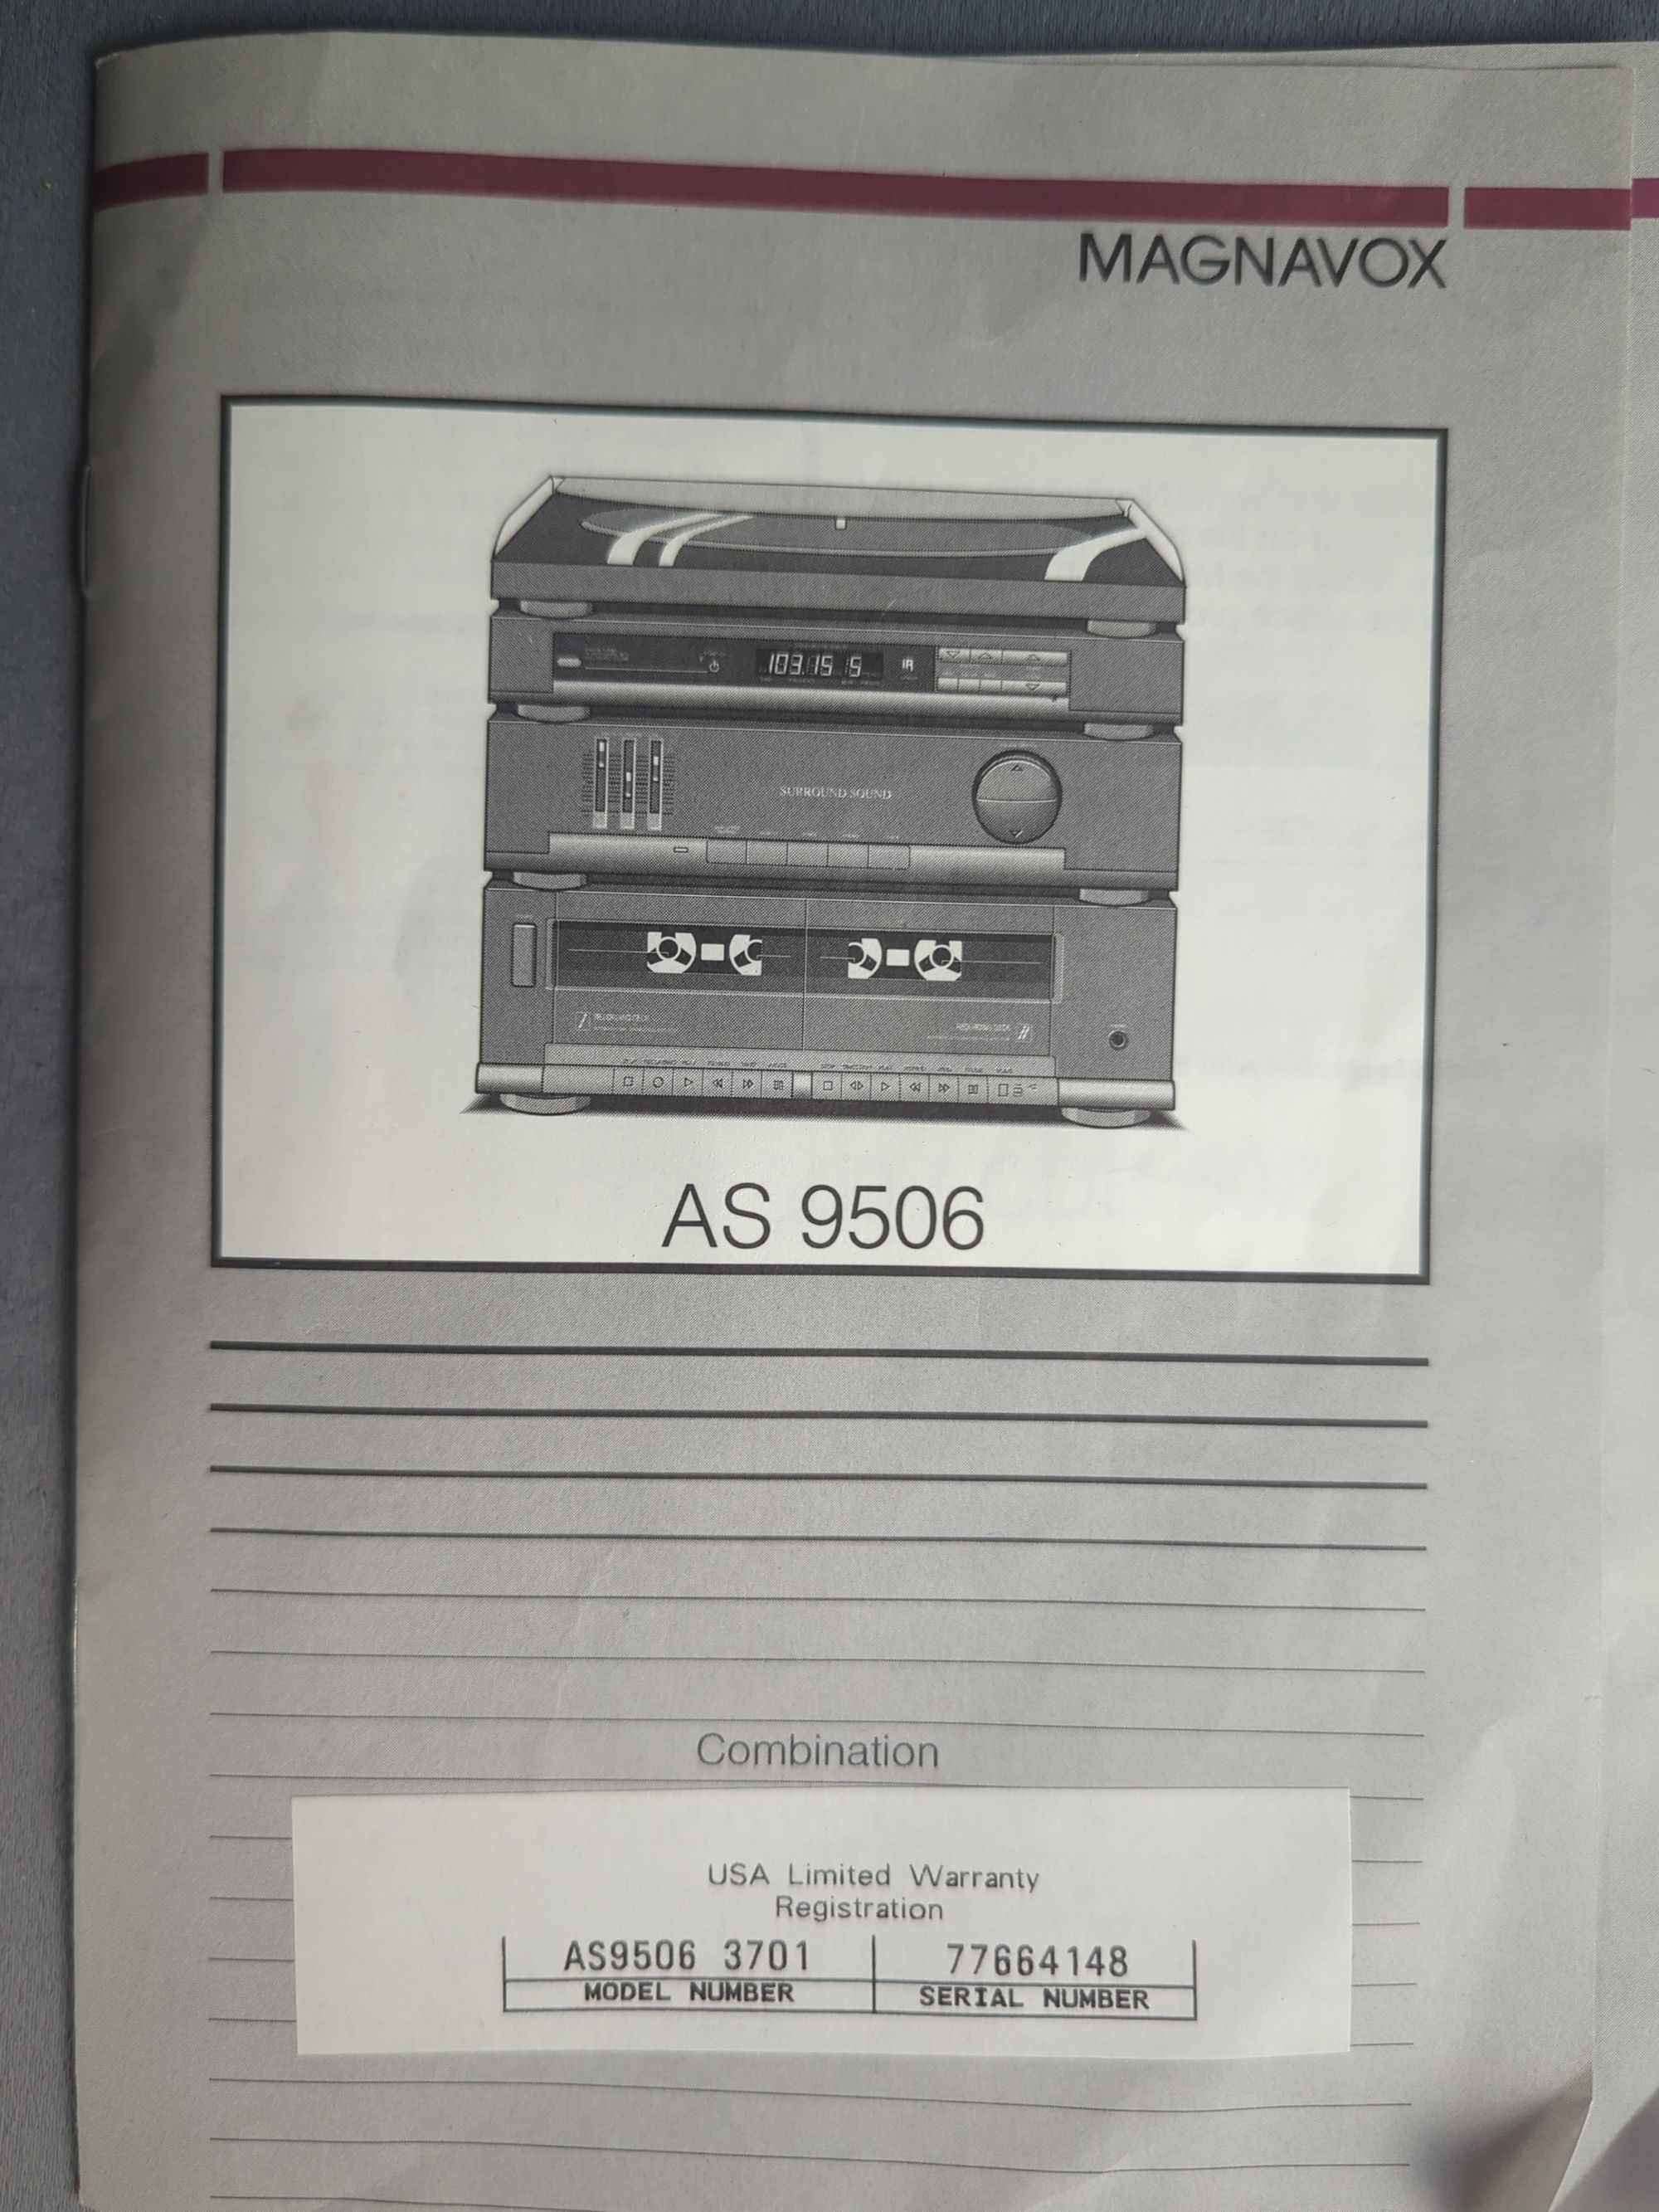 MAGNAVOX
103.15 5
SURROUND SOUND
AS 9506
Combination
USA Limited Warranty
Registration
AS9506 3701 77664148
MODEL NUMBER SERIAL NUMBER